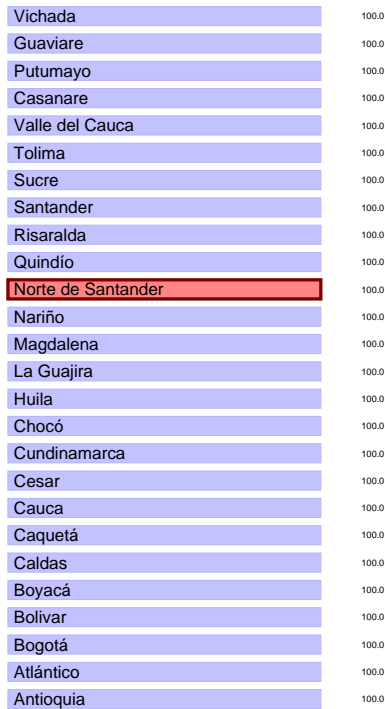 Vichada 100.0
Guaviare 100.0
Putumayo 100.0
Casanare 100.0
Valle del Cauca 100.0
Tolima 100.0
Sucre 100.0
Santander 100.0
Risaralda 100.0
Quindío 100.0
Norte de Santander 100.0
Nariño 100.0
Magdalena 100.0
La Guajira 100.0
Huila 100.0
Chocó 100.0
Cundinamarca 100.0
Cesar 100.0
Cauca 100.0
Caquetá 100.0
Caldas 100.0
Boyacá 100.0
Bolivar 100.0
Bogotá 100.0
Atlántico 100.0
Antioquia 100.0